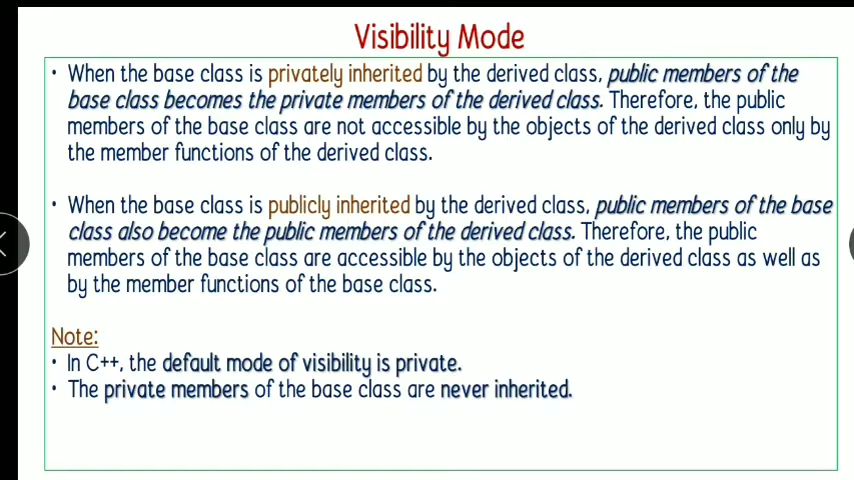 Visibility Mode
• When the base class is privately inherited by the derived class, public members of the
base class becomes the private members of the derived class. Therefore, the public
members of the base class are not accessible by the objects of the derived class only by
the member functions of the derived class.
• When the base class is publicly inherited by the derived class, public members of the base
class also become the public members of the derived class. Therefore, the public
members of the base class are accessible by the objects of the derived class as well as
by the member functions of the base class.
Note:
• In C++, the default mode of visibility is private.
• The private members of the base class are never inherited.